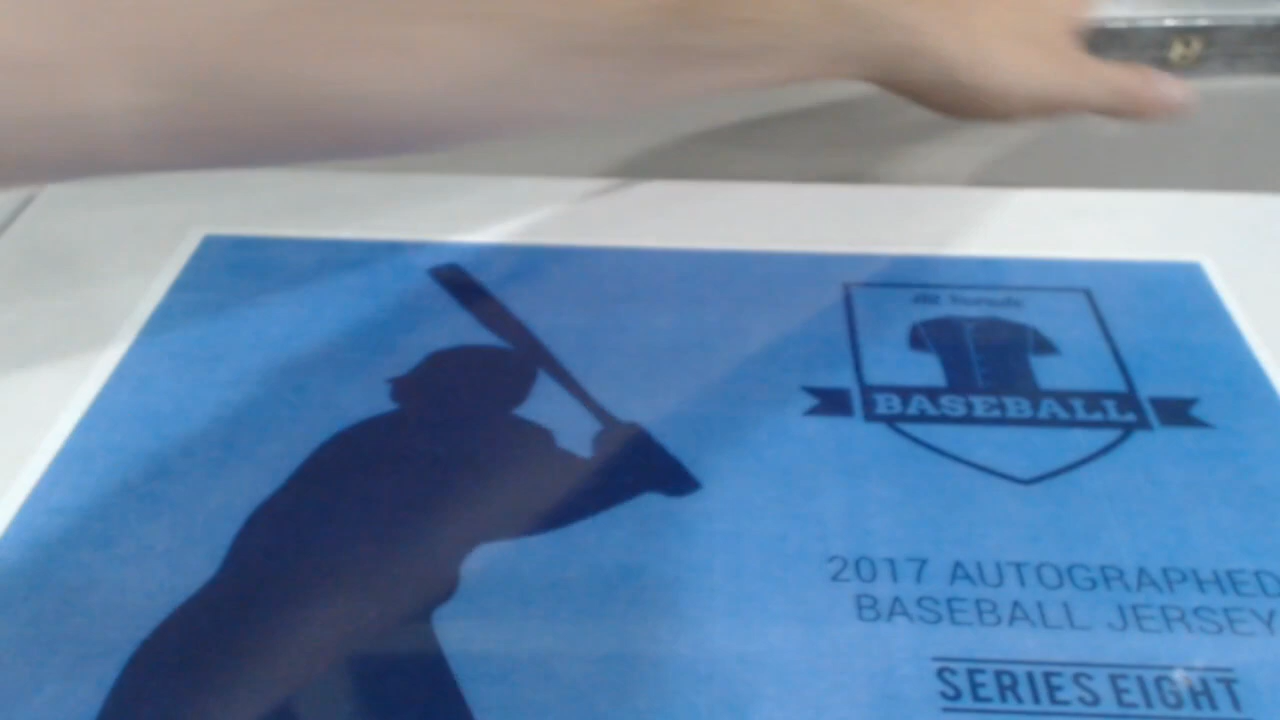 BASEBALL
2017 AUTOGRAPHED
BASEBALL JERSEY
SERIES EIGHT